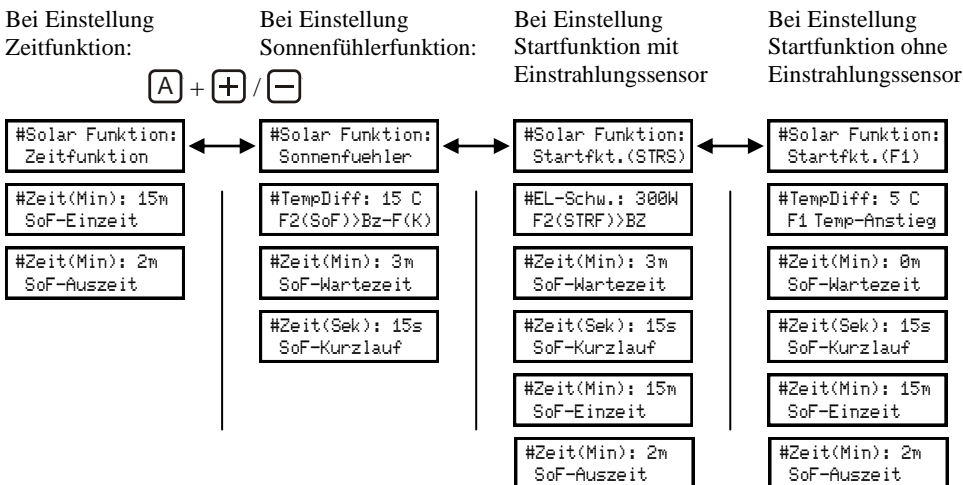 Bei Einstellung
Zeitfunktion:
Bei Einstellung
Sonnenfühlerfunktion:
Bei Einstellung
Startfunktion mit
Einstrahlungssensor
Bei Einstellung
Startfunktion ohne
Einstrahlungssensor
A + + / −
#Solar Funktion:
Zeitfunktion
#Zeit(Min): 15m
SoF-Einzeit
#Zeit(Min): 2m
SoF-Auszeit
#Solar Funktion:
Sonnenfuehler
#TempDiff: 15 C
F2(SoF)>Bz-F(K)
#Zeit(Min): 3m
SoF-Wartezeit
#Zeit(Sek): 15s
SoF-Kurzlauf
#Solar Funktion:
Startfkt.(STRS)
#EL-Schw.: 300W
F2(STRF)>BZ
#Zeit(Min): 3m
SoF-Wartezeit
#Zeit(Sek): 15s
SoF-Kurzlauf
#Zeit(Min): 15m
SoF-Einzeit
#Zeit(Min): 2m
SoF-Auszeit
#Solar Funktion:
Startfkt.(F1)
#TempDiff: 5 C
F1 Temp-Anstieg
#Zeit(Min): 0m
SoF-Wartezeit
#Zeit(Sek): 15s
SoF-Kurzlauf
#Zeit(Min): 15m
SoF-Einzeit
#Zeit(Min): 2m
SoF-Auszeit